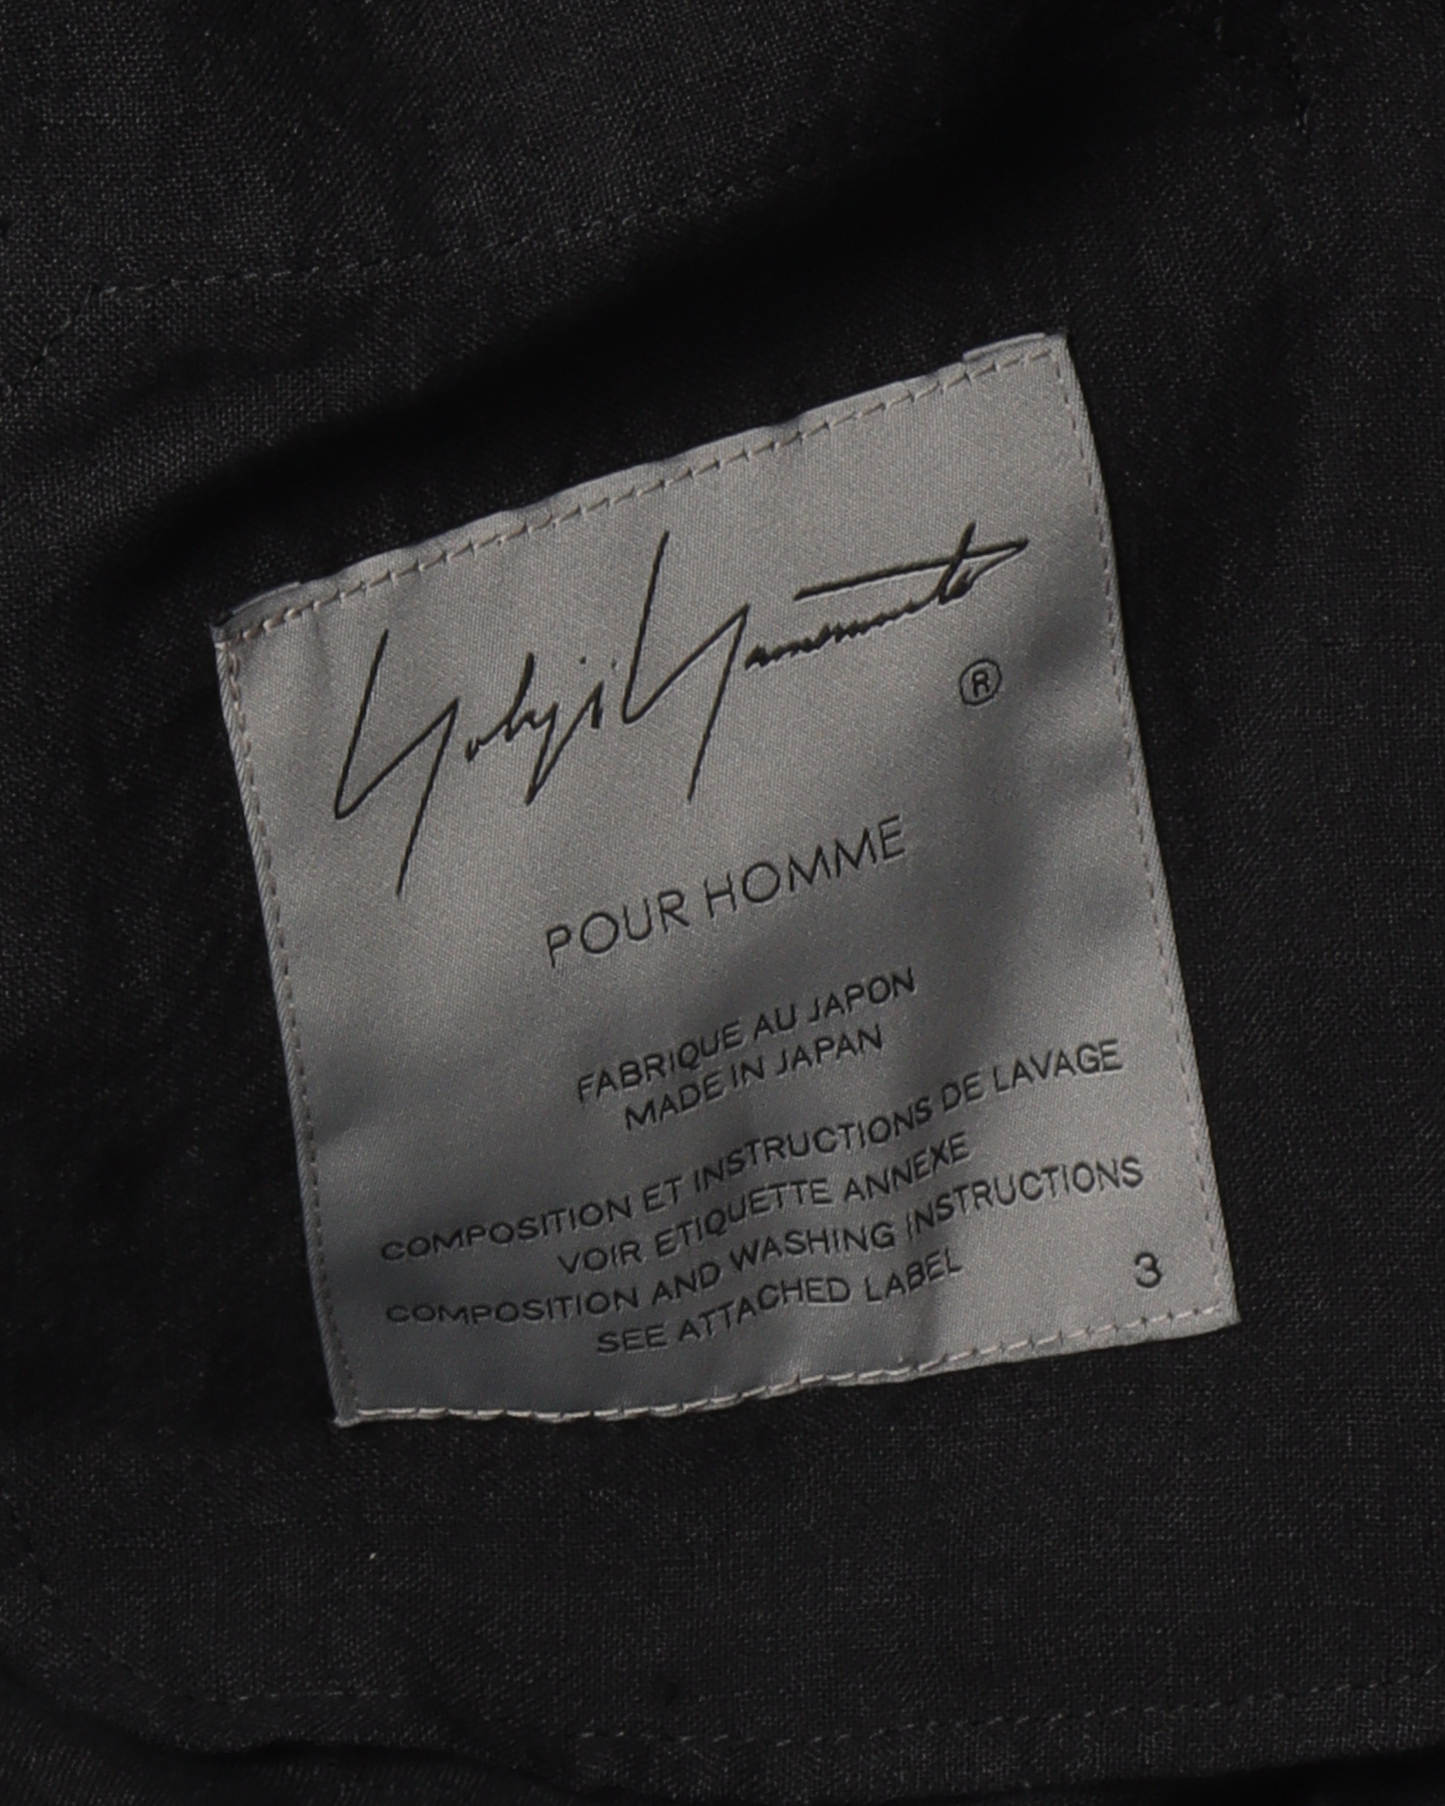 Yohji Yamamoto
®
POUR HOMME
FABRIQUE AU JAPON
MADE IN JAPAN
COMPOSITION ET INSTRUCTIONS DE LAVAGE
VOIR ETIQUETTE ANNEXE
COMPOSITION AND WASHING INSTRUCTIONS
SEE ATTACHED LABEL
3